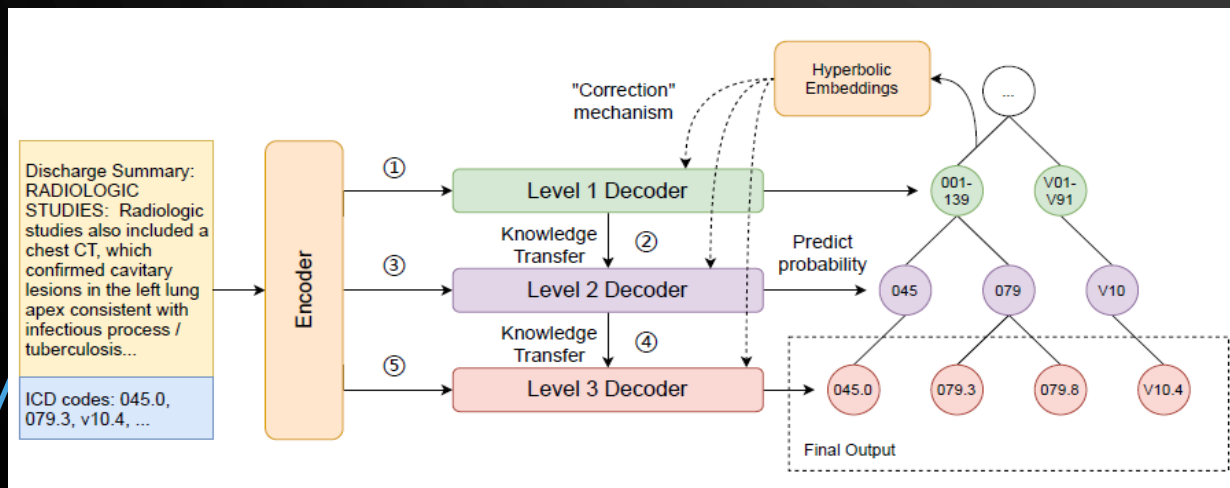 Discharge Summary:
RADIOLOGIC
STUDIES: Radiologic
studies also included a
chest CT, which
confirmed cavitary
lesions in the left lung
apex consistent with
infectious process /
tuberculosis...
ICD codes: 045.0,
079.3, v10.4, ...
Encoder
①
③
⑤
"Correction"
mechanism
Hyperbolic
Embeddings
Level 1 Decoder
Knowledge
Transfer
②
Level 2 Decoder
Knowledge
Transfer
④
Level 3 Decoder
Predict
probability
...
001-
139
V01-
V91
045
079
V10
045.0
079.3
079.8
V10.4
Final Output